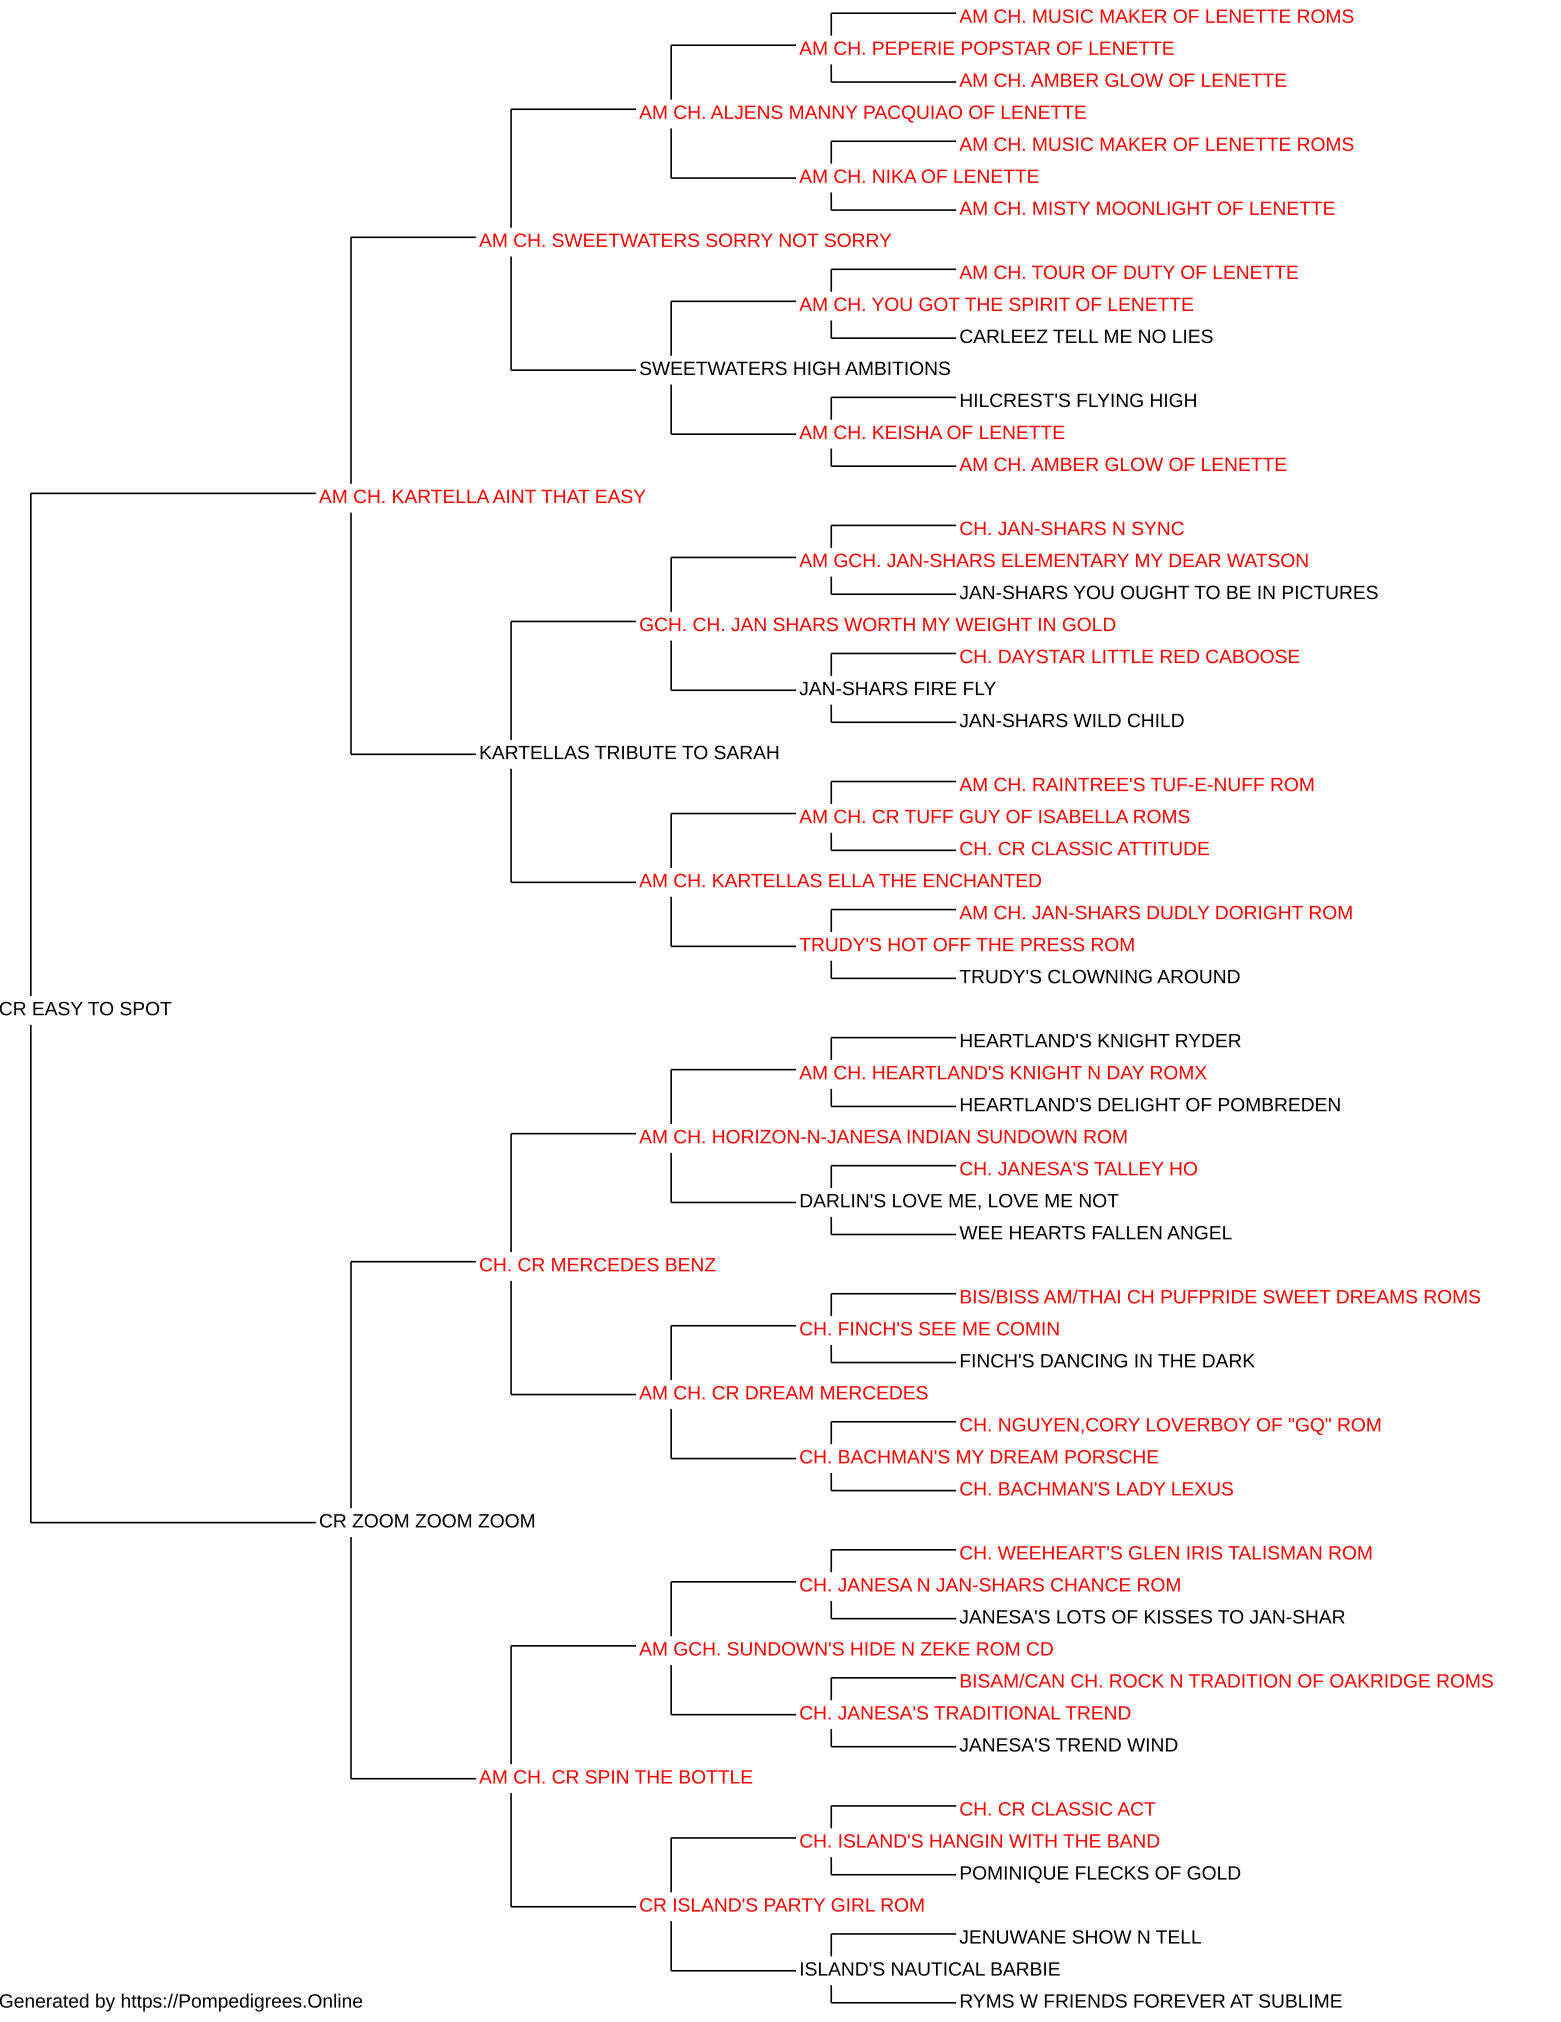 AM CH. MUSIC MAKER OF LENETTE ROMS
AM CH. PEPERIE POPSTAR OF LENETTE
AM CH. AMBER GLOW OF LENETTE
AM CH. ALJENS MANNY PACQUIAO OF LENETTE
AM CH. MUSIC MAKER OF LENETTE ROMS
AM CH. NIKA OF LENETTE
AM CH. MISTY MOONLIGHT OF LENETTE
AM CH. SWEETWATERS SORRY NOT SORRY
AM CH. TOUR OF DUTY OF LENETTE
AM CH. YOU GOT THE SPIRIT OF LENETTE
CARLEEZ TELL ME NO LIES
SWEETWATERS HIGH AMBITIONS
HILCREST'S FLYING HIGH
AM CH. KEISHA OF LENETTE
AM CH. AMBER GLOW OF LENETTE
AM CH. KARTELLA AINT THAT EASY
CH. JAN-SHARS N SYNC
AM GCH. JAN-SHARS ELEMENTARY MY DEAR WATSON
JAN-SHARS YOU OUGHT TO BE IN PICTURES
GCH. CH. JAN SHARS WORTH MY WEIGHT IN GOLD
CH. DAYSTAR LITTLE RED CABOOSE
JAN-SHARS FIRE FLY
JAN-SHARS WILD CHILD
KARTELLAS TRIBUTE TO SARAH
AM CH. RAINTREE'S TUF-E-NUFF ROM
AM CH. CR TUFF GUY OF ISABELLA ROMS
CH. CR CLASSIC ATTITUDE
AM CH. KARTELLAS ELLA THE ENCHANTED
AM CH. JAN-SHARS DUDLY DORIGHT ROM
TRUDY'S HOT OFF THE PRESS ROM
TRUDY'S CLOWNING AROUND
CR EASY TO SPOT
HEARTLAND'S KNIGHT RYDER
AM CH. HEARTLAND'S KNIGHT N DAY ROMX
HEARTLAND'S DELIGHT OF POMBREDEN
AM CH. HORIZON-N-JANESA INDIAN SUNDOWN ROM
CH. JANESA'S TALLEY HO
DARLIN'S LOVE ME, LOVE ME NOT
WEE HEARTS FALLEN ANGEL
CH. CR MERCEDES BENZ
BIS/BISS AM/THAI CH PUFPRIDE SWEET DREAMS ROMS
CH. FINCH'S SEE ME COMIN
FINCH'S DANCING IN THE DARK
AM CH. CR DREAM MERCEDES
CH. NGUYEN,CORY LOVERBOY OF "GQ" ROM
CH. BACHMAN'S MY DREAM PORSCHE
CH. BACHMAN'S LADY LEXUS
CR ZOOM ZOOM ZOOM
CH. WEEHEART'S GLEN IRIS TALISMAN ROM
CH. JANESA N JAN-SHARS CHANCE ROM
JANESA'S LOTS OF KISSES TO JAN-SHAR
AM GCH. SUNDOWN'S HIDE N ZEKE ROM CD
BISAM/CAN CH. ROCK N TRADITION OF OAKRIDGE ROMS
CH. JANESA'S TRADITIONAL TREND
JANESA'S TREND WIND
AM CH. CR SPIN THE BOTTLE
CH. CR CLASSIC ACT
CH. ISLAND'S HANGIN WITH THE BAND
POMINIQUE FLECKS OF GOLD
CR ISLAND'S PARTY GIRL ROM
JENUWANE SHOW N TELL
ISLAND'S NAUTICAL BARBIE
RYMS W FRIENDS FOREVER AT SUBLIME
Generated by https://Pompedigrees.Online